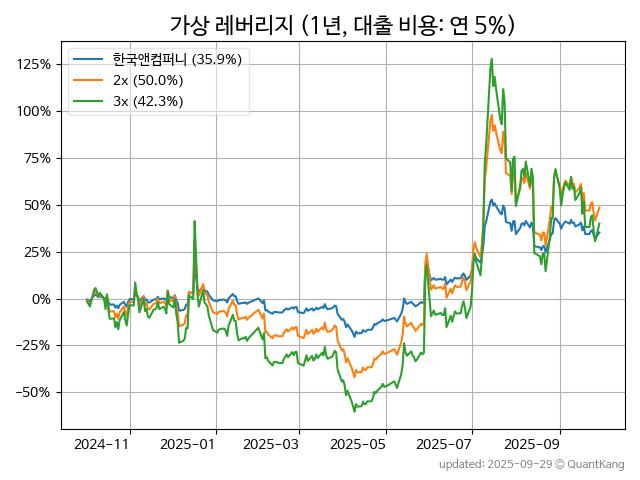 가상 레버리지 (1년, 대출 비용: 연 5%)
한국앤컴퍼니 (35.9%)
2x (50.0%)
3x (42.3%)
125%
100%
75%
50%
25%
0%
−25%
−50%
2024-11
2025-01
2025-03
2025-05
2025-07
2025-09
updated: 2025-09-29 © QuantKang